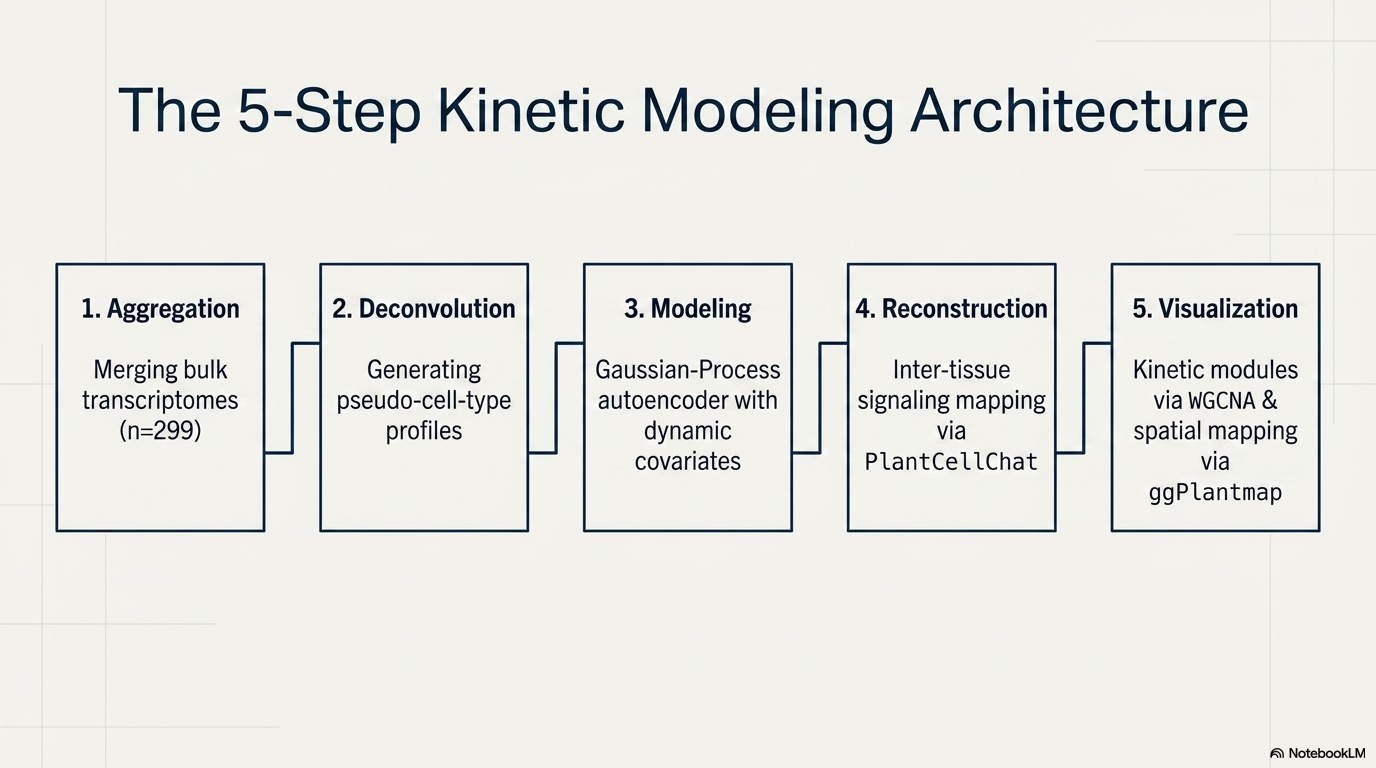 The 5-Step Kinetic Modeling Architecture
1. Aggregation
Merging bulk
transcriptomes
(n=299)
2. Deconvolution
Generating
pseudo-cell-type
profiles
3. Modeling
Gaussian-Process
autoencoder with
dynamic
covariates
4. Reconstruction
Inter-tissue
signaling mapping
via
PlantCellChat
5. Visualization
Kinetic modules
via WGCNA &
spatial mapping
via
ggPlantmap
NotebookLM